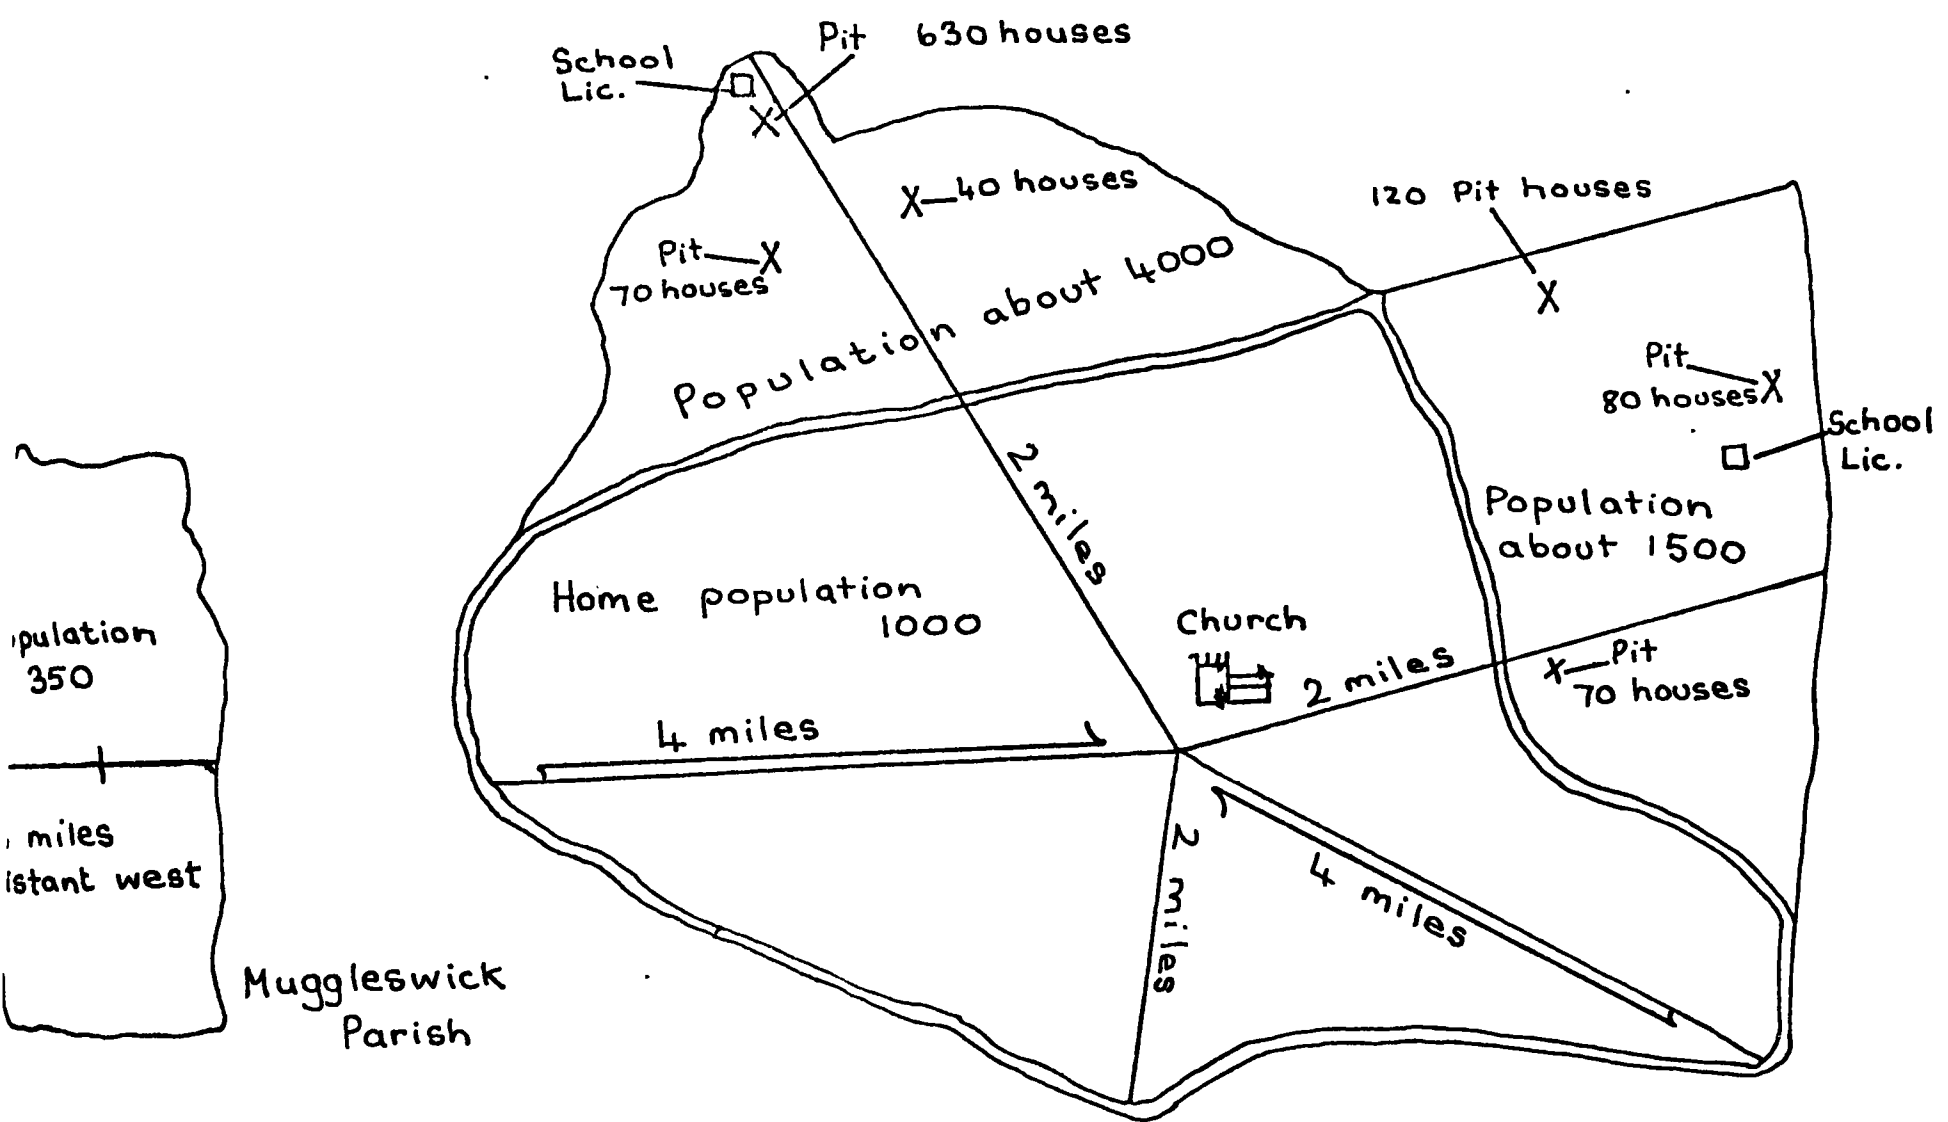 Pit 630 houses
School
Lic.
X—40 houses
120 Pit houses
Pit—X
70 houses
X
Population about 4000
Pit
80 houses X
School
Lic.
Population
about 1500
2 miles
Home population
1000
Church
2 miles
X—Pit
70 houses
4 miles
2 miles
4 miles
pulation
350
miles
istant west
Muggleswick
Parish